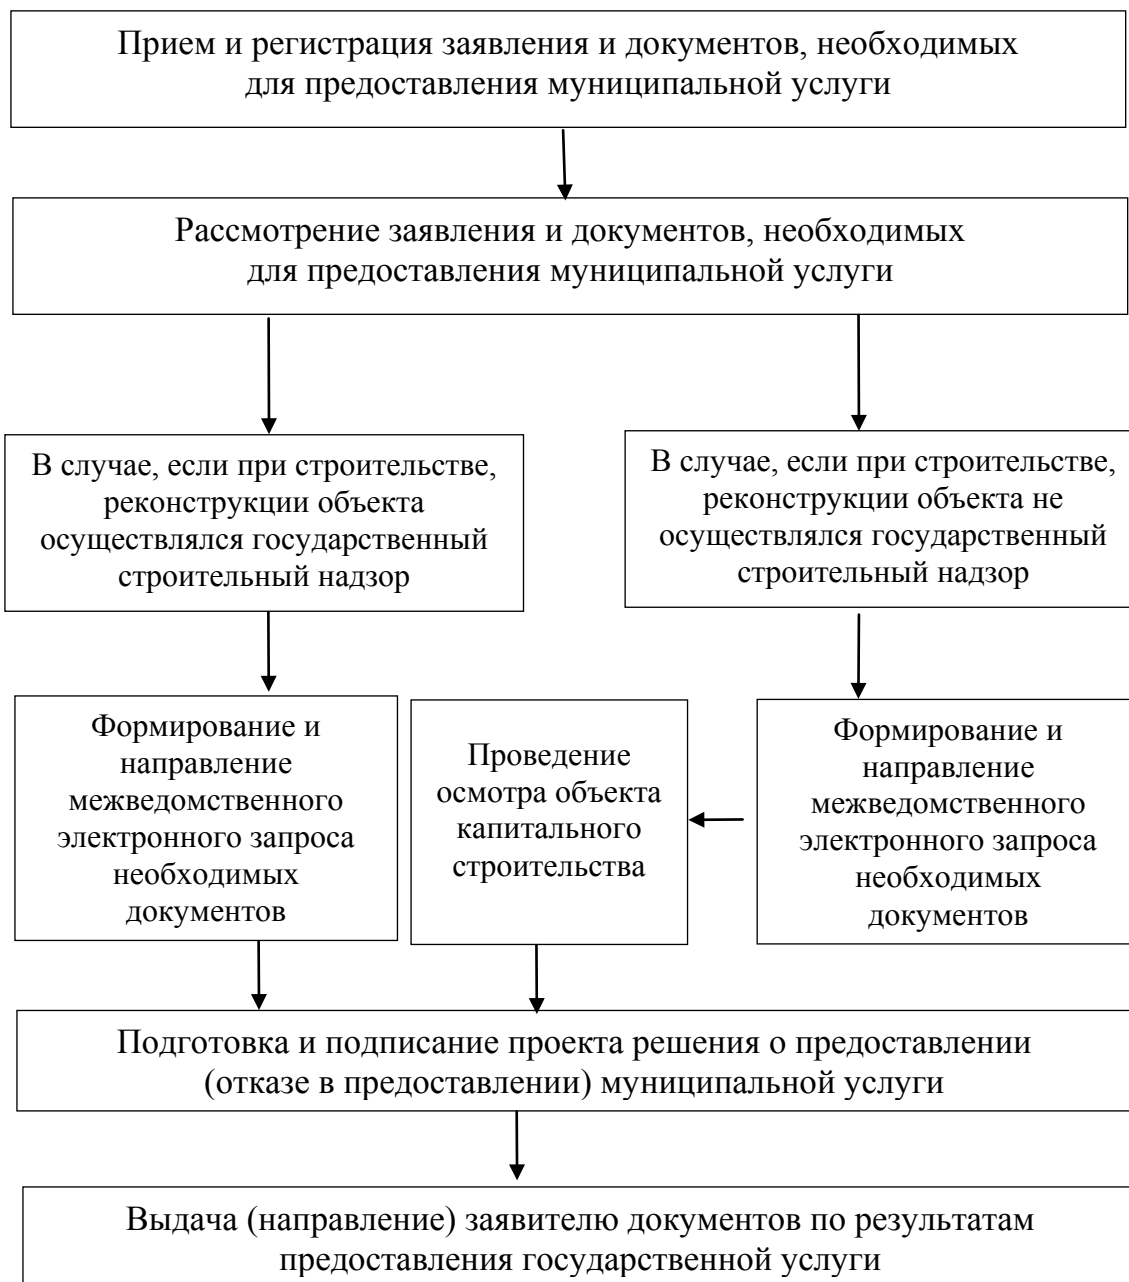 Прием и регистрация заявления и документов, необходимых
для предоставления муниципальной услуги
Рассмотрение заявления и документов, необходимых
для предоставления муниципальной услуги
В случае, если при строительстве,
реконструкции объекта
осуществлялся государственный
строительный надзор
В случае, если при строительстве,
реконструкции объекта не
осуществлялся государственный
строительный надзор
Формирование и
направление
межведомственного
электронного запроса
необходимых
документов
Проведение
осмотра объекта
капитального
строительства
Формирование и
направление
межведомственного
электронного запроса
необходимых
документов
Подготовка и подписание проекта решения о предоставлении
(отказе в предоставлении) муниципальной услуги
Выдача (направление) заявителю документов по результатам
предоставления государственной услуги